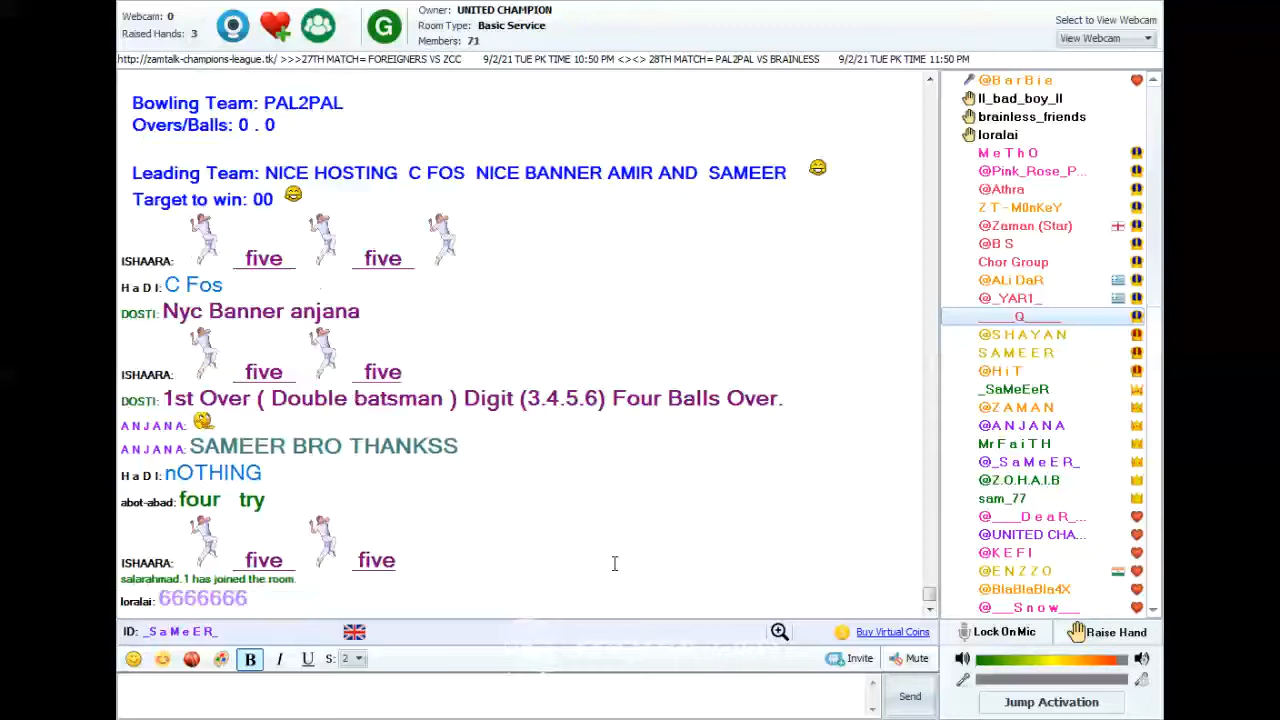 Webcam: 0
Raised Hands: 3
Owner: UNITED CHAMPION
Room Type: Basic Service
Members: 71
Select to View Webcam
View Webcam
http://zamtalk-champions-league.tk/ >>>27TH MATCH= FOREIGNERS VS ZCC 9/2/21 TUE PK TIME 10:50 PM <<>> 28TH MATCH= PAL2PAL VS BRAINLESS 9/2/21 TUE PK TIME 11:50 PM
Bowling Team: PAL2PAL
Overs/Balls: 0 . 0
Leading Team: NICE HOSTING C FOS NICE BANNER AMIR AND SAMEER
Target to win: 00
ISHAARA: five five
H a D I: C Fos
DOSTI: Nyc Banner anjana
ISHAARA: five five
DOSTI: 1st Over ( Double batsman ) Digit (3.4.5.6) Four Balls Over.
A N J A N A:
A N J A N A: SAMEER BRO THANKSS
H a D I: nOTHING
abot-abad: four try
ISHAARA: five five
salarahmad.1 has joined the room.
loralai: 6666666
@B a r B i e
ll_bad_boy_ll
brainless_friends
loralai
M e T h O
@Pink_Rose_P...
@Athra
Z T - M0nKeY
@Zaman (Star)
@B S
Chor Group
@ALi DaR
@_YAR1_
_____Q_____
@S H A Y A N
S A M E E R
@H i T
_SaMeEeR
@Z A M A N
@A N J A N A
Mr F a i T H
@_S a M e E R_
@Z.O.H.A.I.B
sam_77
@____D e a R_...
@UNITED CHA...
@K E F I
@E N Z Z O
@BlaBlaBla4X
@___S n o w___
ID: _S a M e E R_
Buy Virtual Coins
Lock On Mic
Raise Hand
B I U S: 2
Invite
Mute
Send
Jump Activation